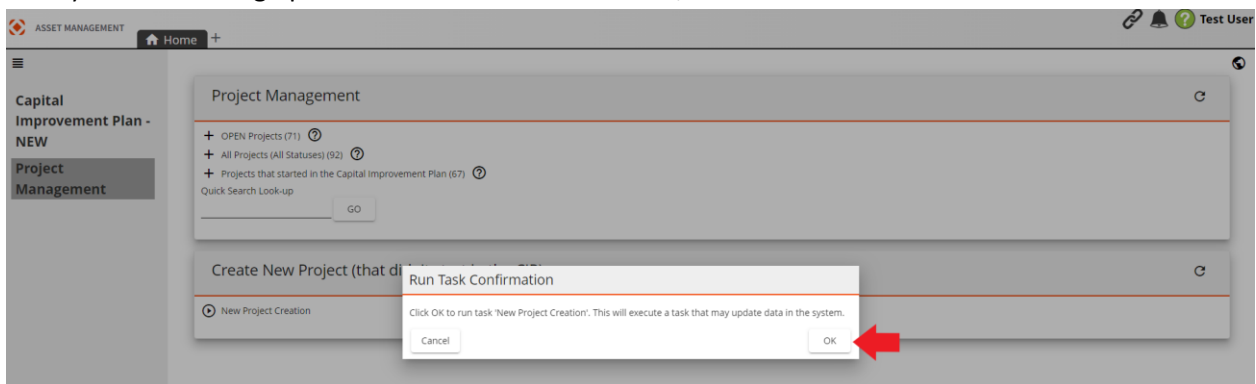 ASSET MANAGEMENT
Home +
? Test User
Capital
Improvement Plan -
NEW
Project
Management
Project Management
+ OPEN Projects (71) ?
+ All Projects (All Statuses) (92) ?
+ Projects that started in the Capital Improvement Plan (67) ?
Quick Search Look-up
GO
Create New Project (that
New Project Creation
Run Task Confirmation
Click OK to run task 'New Project Creation'. This will execute a task that may update data in the system.
Cancel
OK